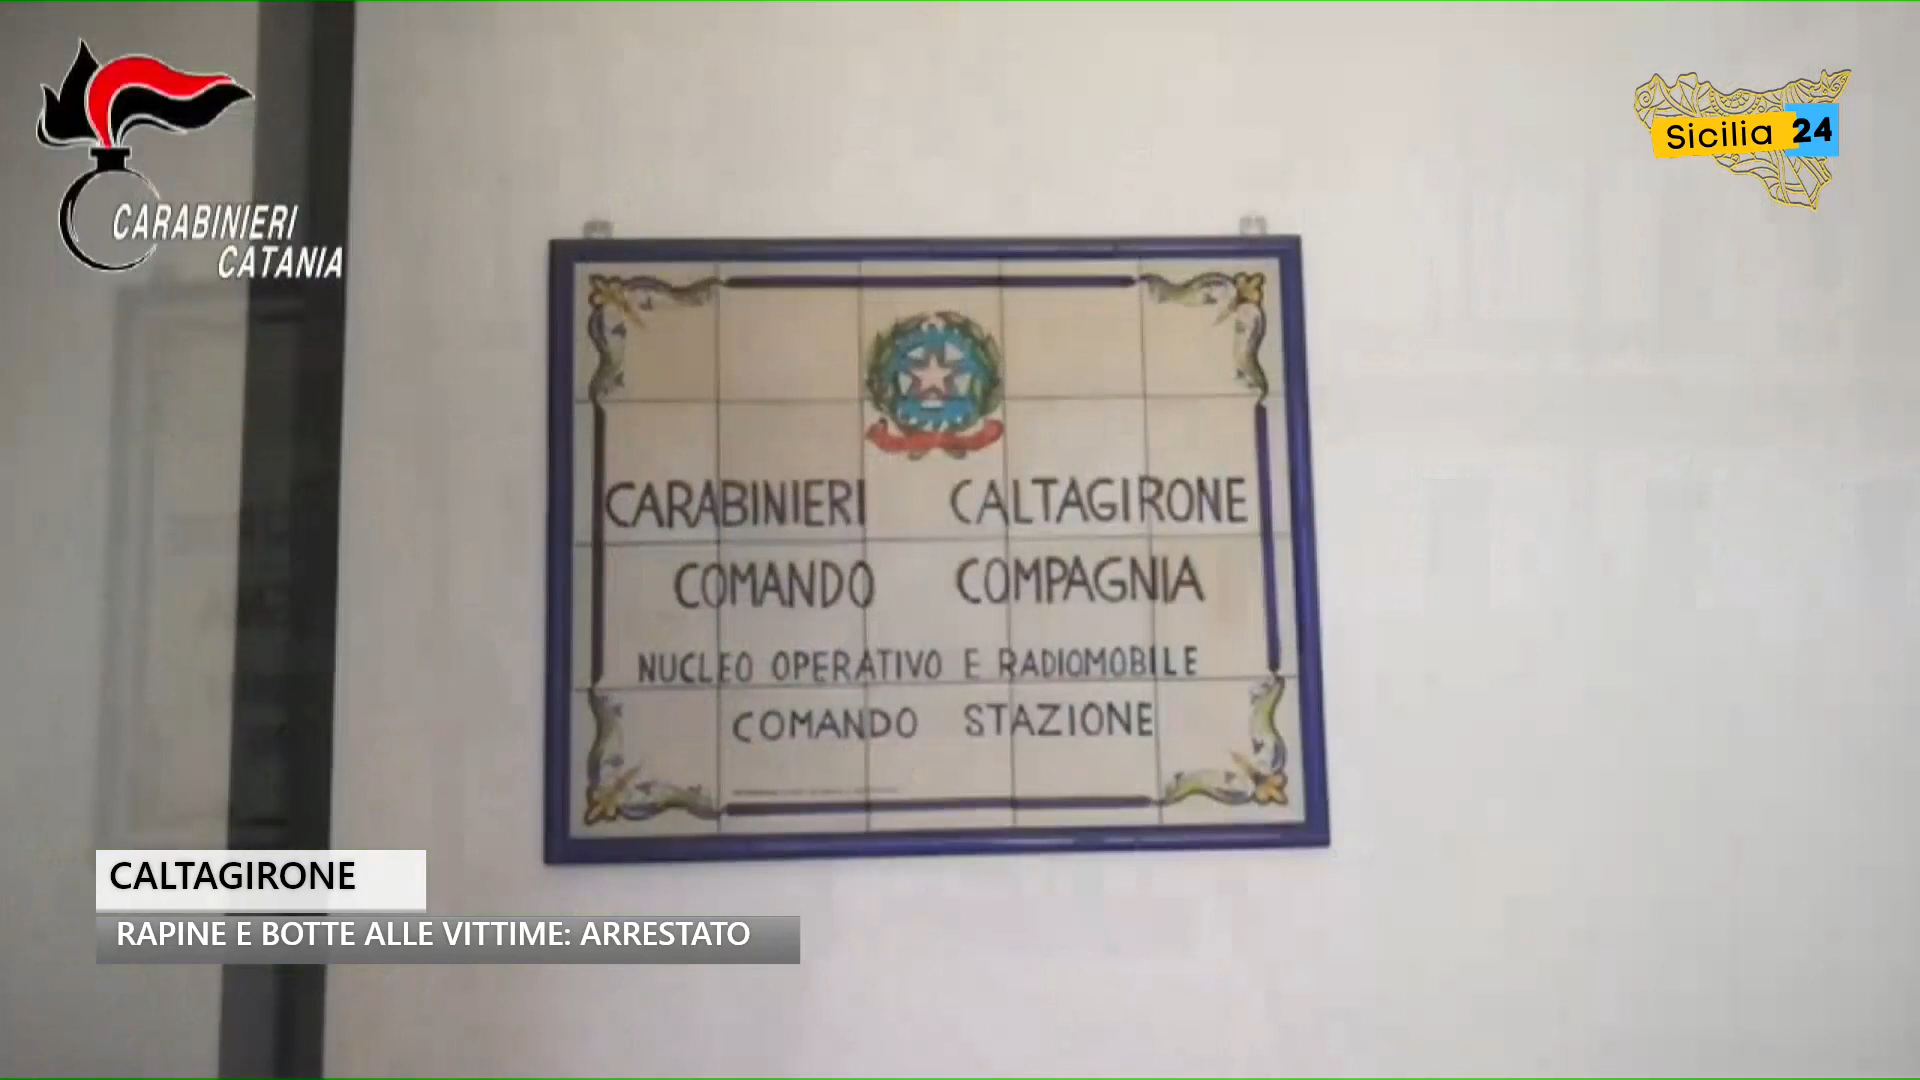 CARABINIERI
CATANIA
Sicilia 24
CARABINIERI CALTAGIRONE
COMANDO COMPAGNIA
NUCLEO OPERATIVO E RADIOMOBILE
COMANDO STAZIONE
CALTAGIRONE
RAPINE E BOTTE ALLE VITTIME: ARRESTATO